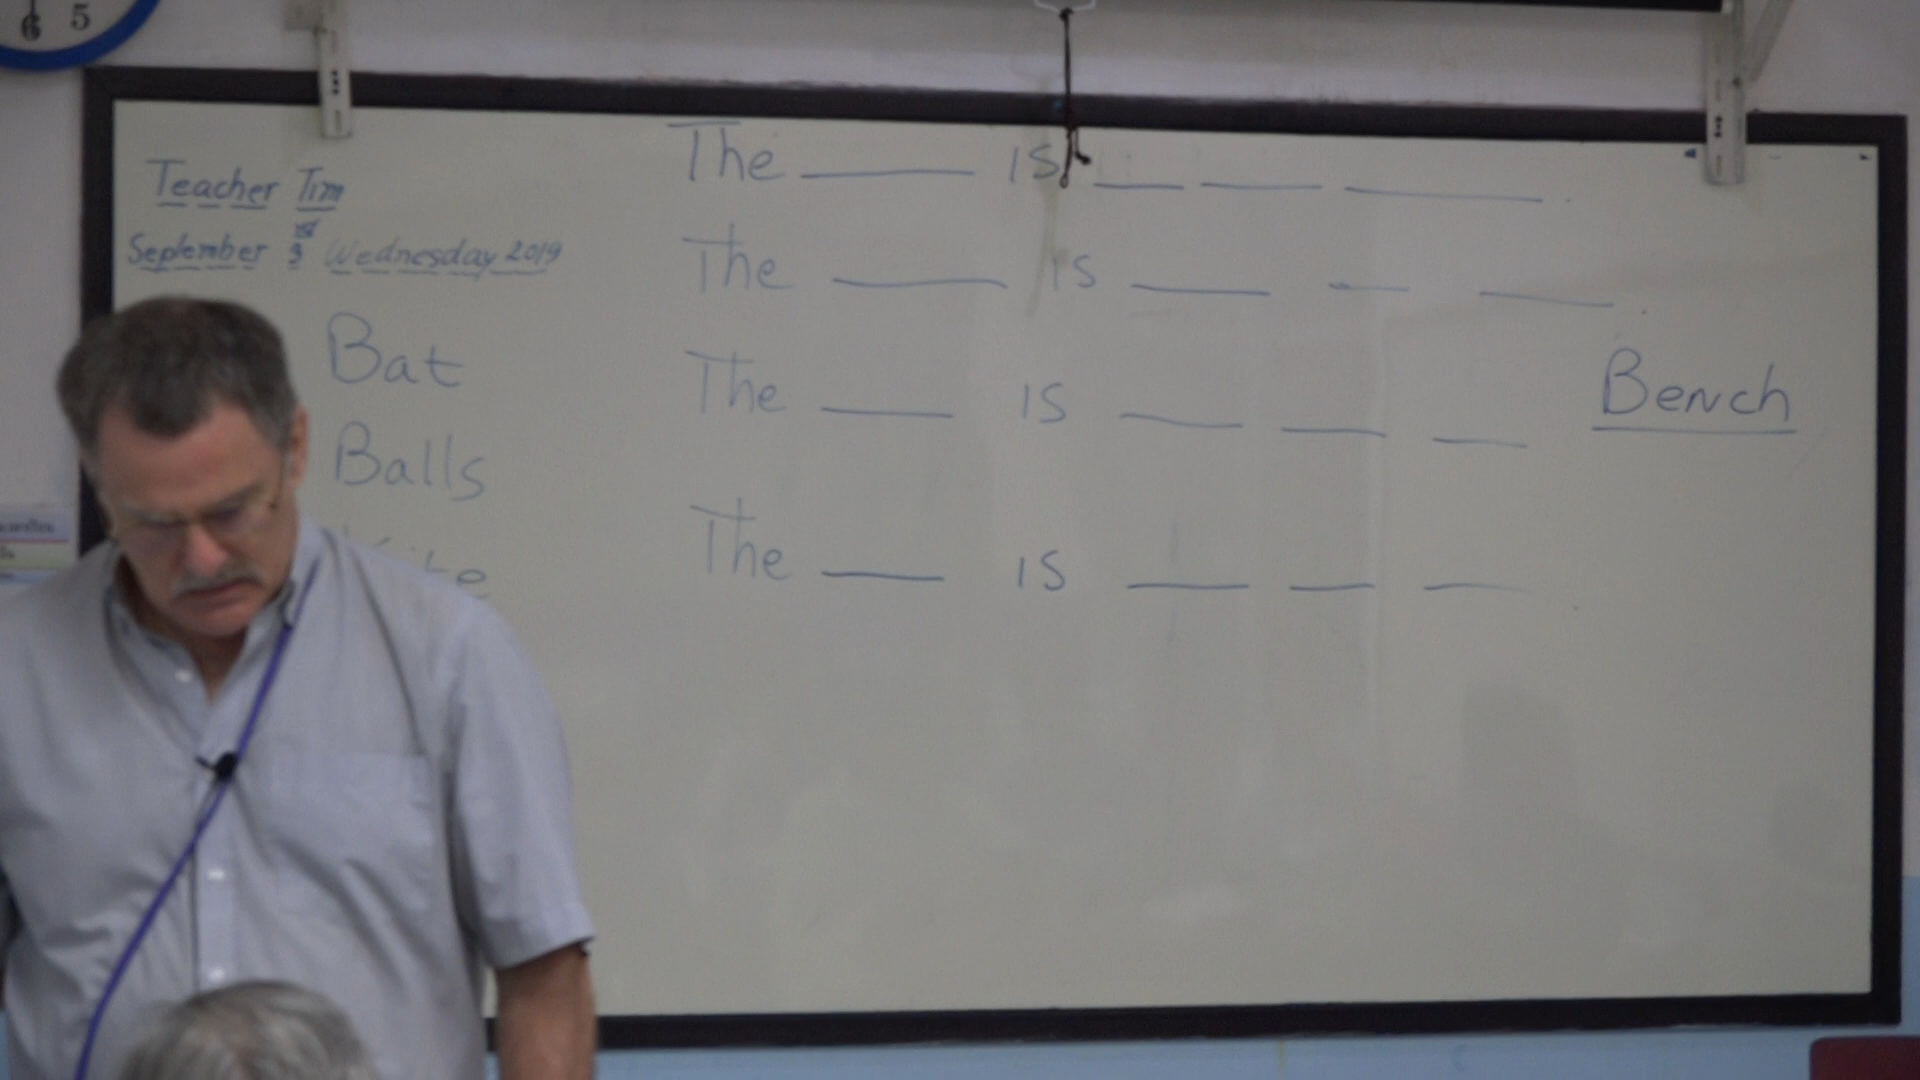 6 5
Teacher Tim
September 3 Wednesday 2019
Bat
Balls
The ____ is ____ ____ ____.
The ____ is ____ ____ ____.
The ____ is ____ ____ ____
The ____ is ____ ____ ____
Bench